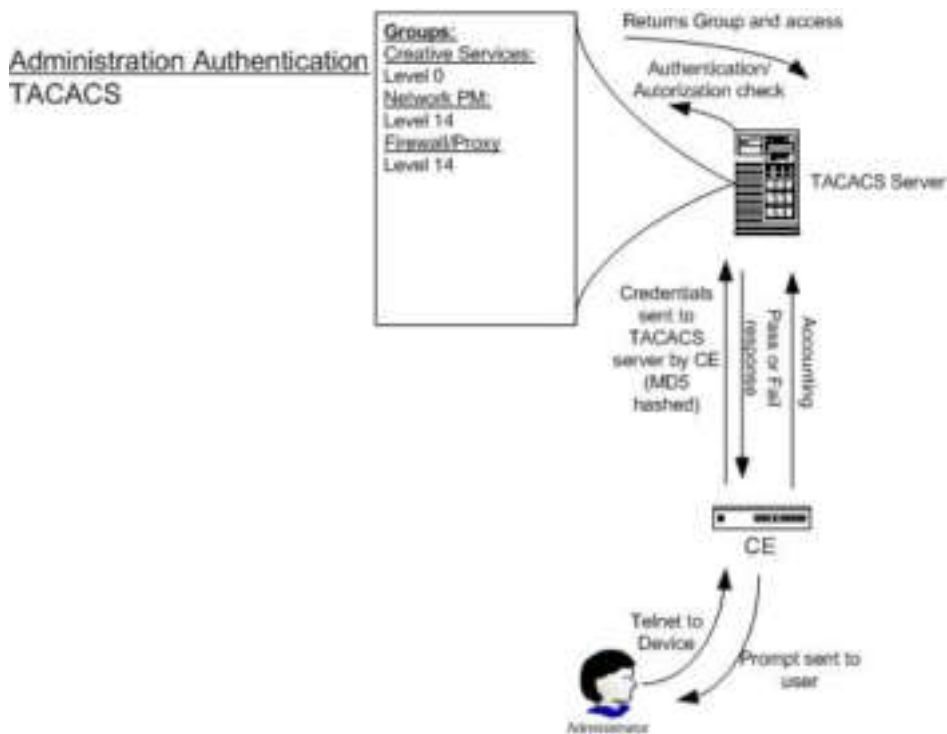 Administration Authentication
TACACS
Groups:
Creative Services:
Level 0
Network PM:
Level 14
Firewall/Proxy
Level 14
Returns Group and access
Authentication/
Autorization check
TACACS Server
Credentials
sent to
TACACS
server by CE
(MD5
hashed)
Pass or Fail
response
Accounting
CE
Telnet to
Device
Prompt sent to
user
Administrator